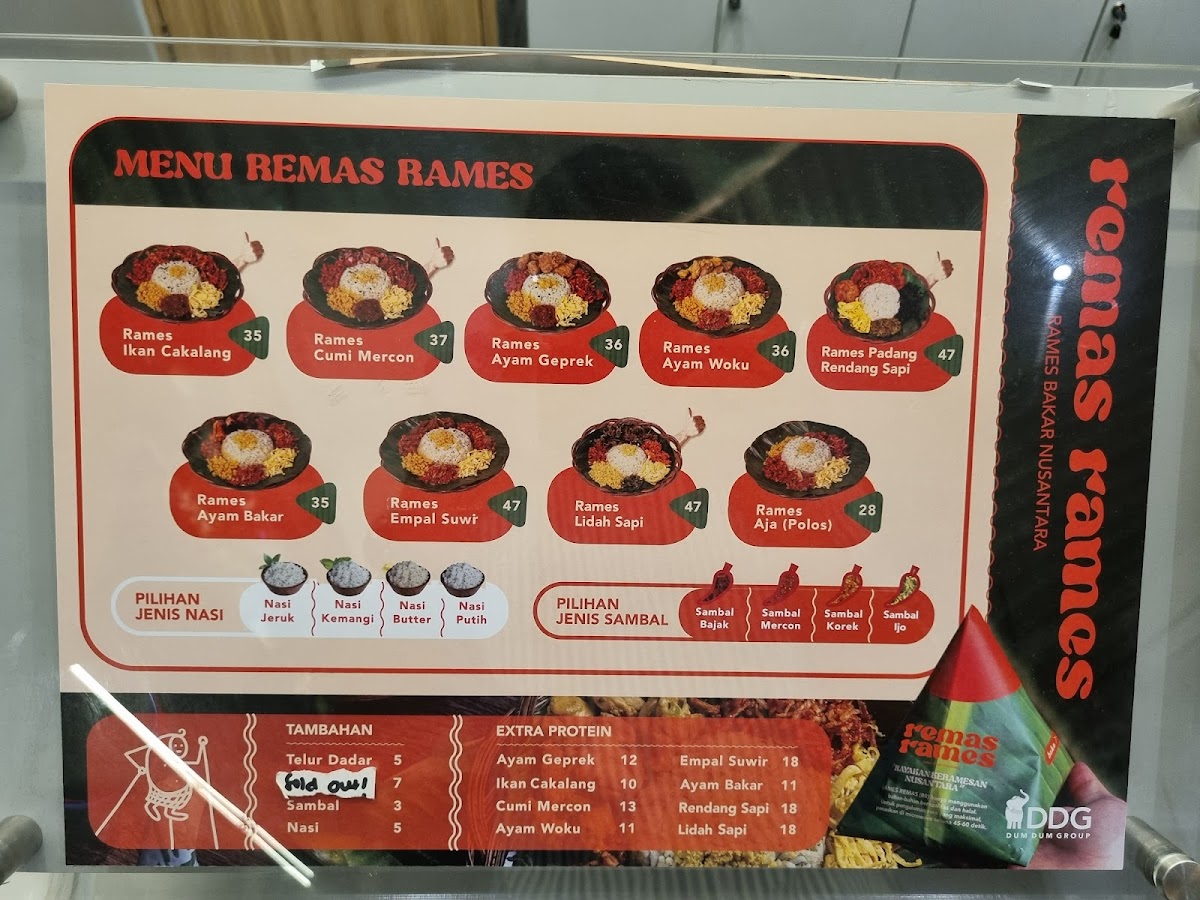 MENU REMAS RAMES
Rames
Ikan Cakalang
35
Rames
Cumi Mercon
37
Rames
Ayam Geprek
36
Rames
Ayam Woku
36
Rames Padang
Rendang Sapi
47
Rames
Ayam Bakar
35
Rames
Empal Suwir
47
Rames
Lidah Sapi
47
Rames
Aja (Polos)
28
PILIHAN
JENIS NASI
Nasi
Jeruk
Nasi
Kemangi
Nasi
Butter
Nasi
Putih
PILIHAN
JENIS SAMBAL
Sambal
Bajak
Sambal
Mercon
Sambal
Korek
Sambal
Ijo
TAMBAHAN
Telur Dadar 5
Sold out! 7
Sambal 3
Nasi 5
EXTRA PROTEIN
Ayam Geprek 12
Ikan Cakalang 10
Cumi Mercon 13
Ayam Woku 11
Empal Suwir 18
Ayam Bakar 11
Rendang Sapi 18
Lidah Sapi 18
remas rames
RAMES BAKAR NUSANTARA
remas
rames
NUSANTARA"
DDG
DUM DUM GROUP